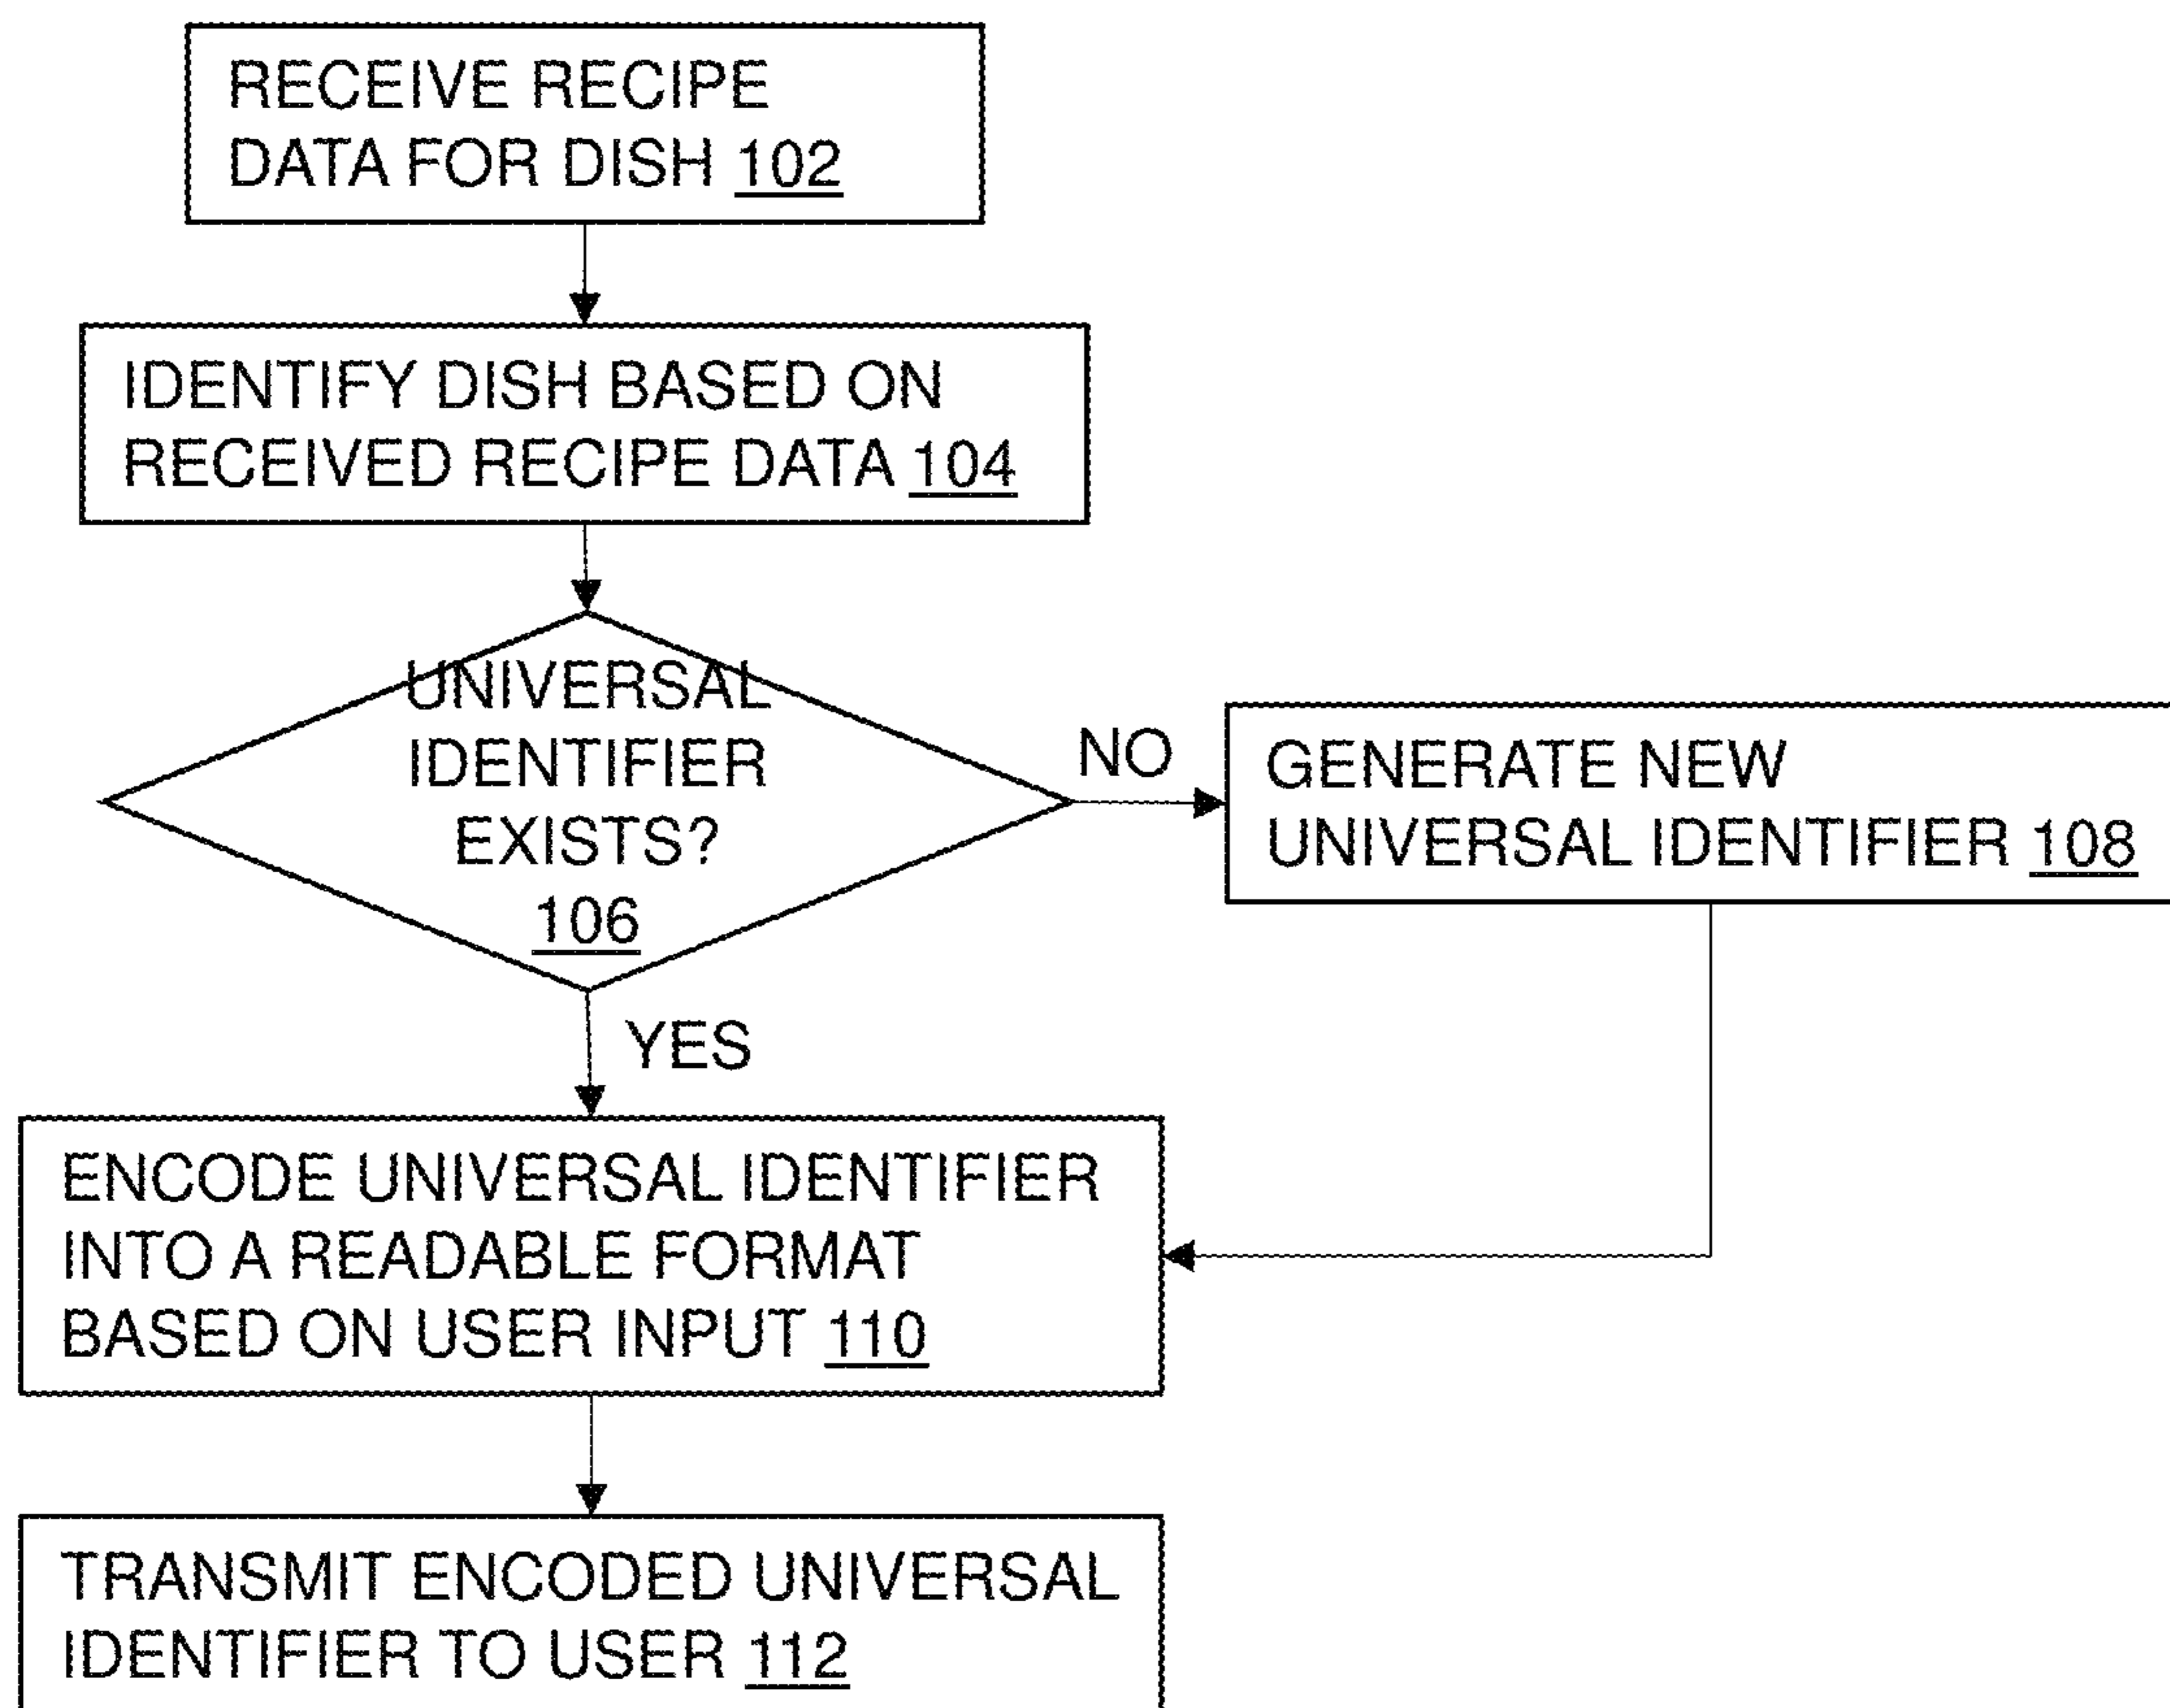 RECEIVE RECIPE
DATA FOR DISH 102
IDENTIFY DISH BASED ON
RECEIVED RECIPE DATA 104
UNIVERSAL
IDENTIFIER
EXISTS?
106
NO
GENERATE NEW
UNIVERSAL IDENTIFIER 108
YES
ENCODE UNIVERSAL IDENTIFIER
INTO A READABLE FORMAT
BASED ON USER INPUT 110
TRANSMIT ENCODED UNIVERSAL
IDENTIFIER TO USER 112